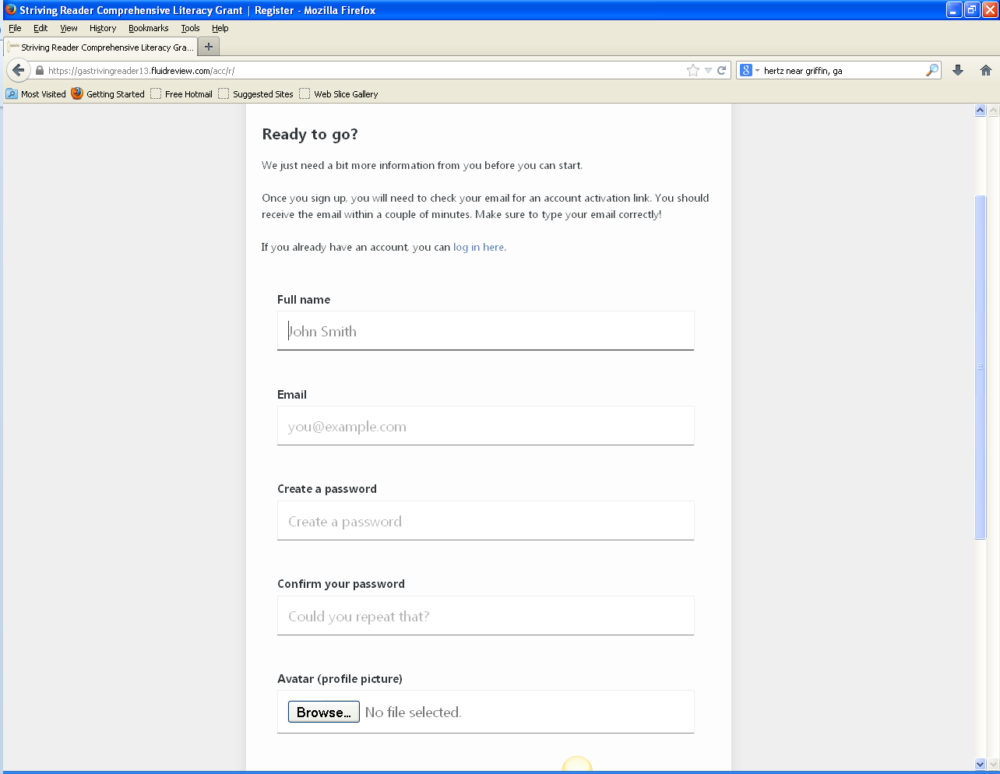 Striving Reader Comprehensive Literacy Grant | Register - Mozilla Firefox
File Edit View History Bookmarks Tools Help
Striving Reader Comprehensive Literacy Gra... +
https://gastrivingreader13.fluidreview.com/acc/r/ 8 hertz near griffin, ga
Most Visited Getting Started Free Hotmail Suggested Sites Web Slice Gallery
Ready to go?
We just need a bit more information from you before you can start.
Once you sign up, you will need to check your email for an account activation link. You should
receive the email within a couple of minutes. Make sure to type your email correctly!
If you already have an account, you can log in here.
Full name
John Smith
Email
you@example.com
Create a password
Create a password
Confirm your password
Could you repeat that?
Avatar (profile picture)
Browse... No file selected.